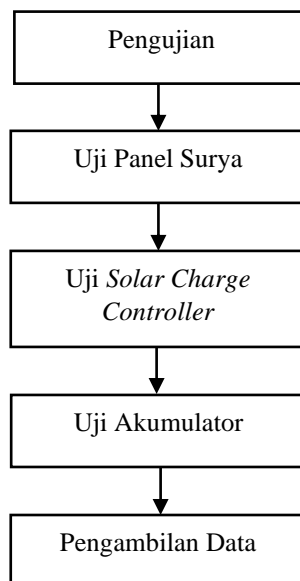 Pengujian
Uji Panel Surya
Uji Solar Charge
Controller
Uji Akumulator
Pengambilan Data